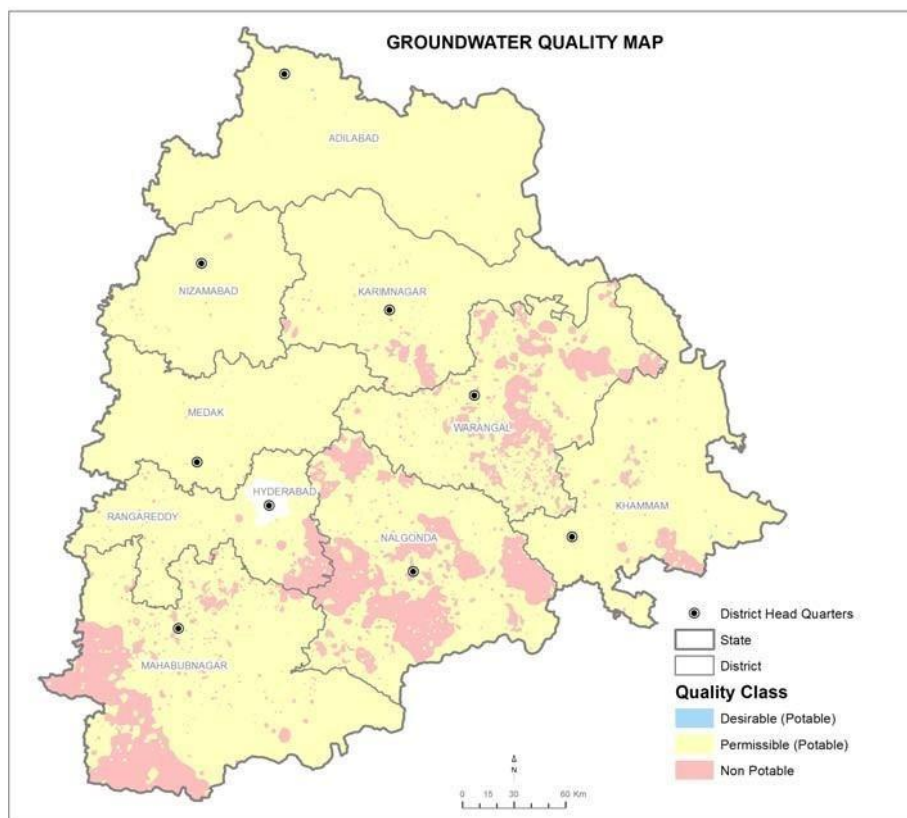 GROUNDWATER QUALITY MAP
ADILABAD
NIZAMABAD
KARIMNAGAR
MEDAK
WARANGAL
HYDERABAD
RANGAREDDY
KHAMMAM
NALGONDA
MAHABUBNAGAR
District Head Quarters
State
District
Quality Class
Desirable (Potable)
Permissible (Potable)
Non Potable
N
0 15 30 60 Km